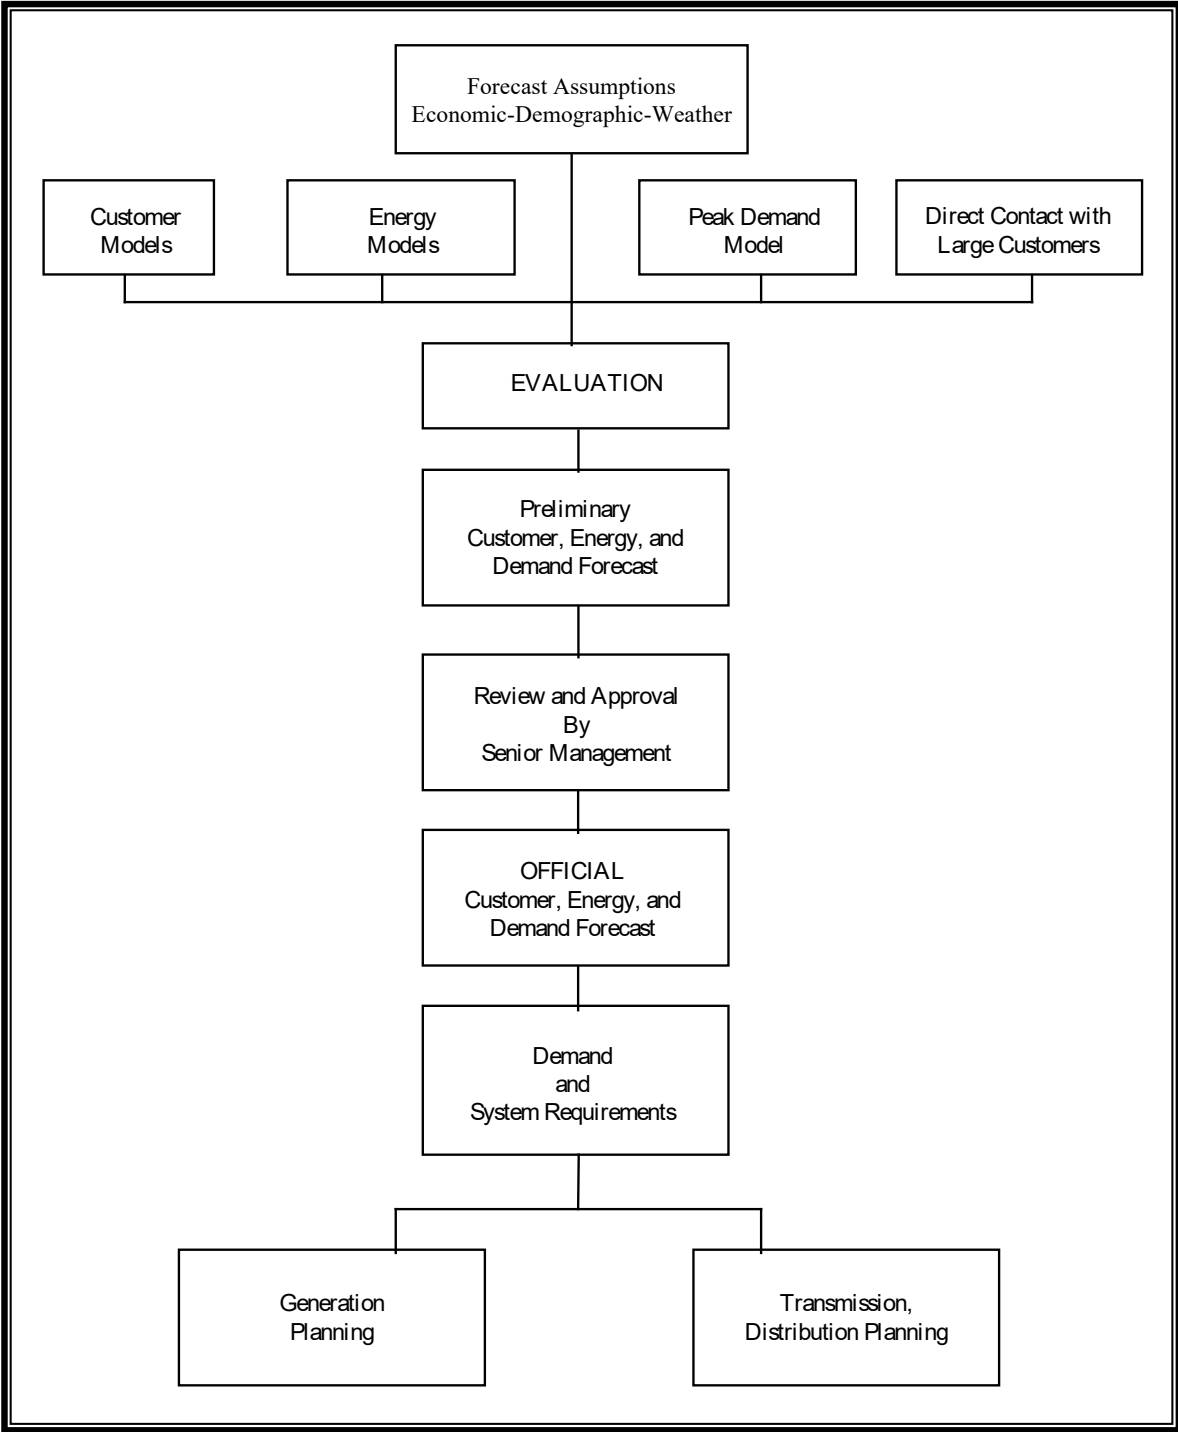 Forecast Assumptions
Economic-Demographic-Weather
Customer
Models
Energy
Models
Peak Demand
Model
Direct Contact with
Large Customers
EVALUATION
Preliminary
Customer, Energy, and
Demand Forecast
Review and Approval
By
Senior Management
OFFICIAL
Customer, Energy, and
Demand Forecast
Demand
and
System Requirements
Generation
Planning
Transmission,
Distribution Planning